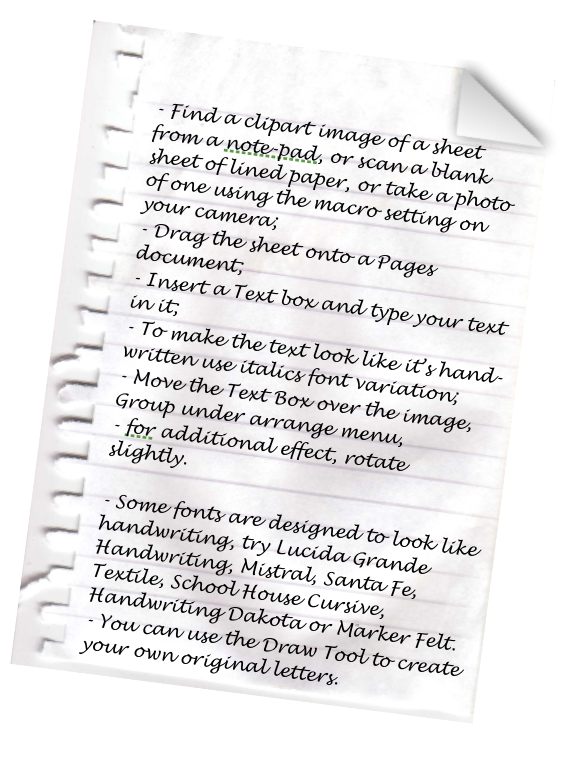 - Find a clipart image of a sheet
from a note-pad, or scan a blank
sheet of lined paper, or take a photo
of one using the macro setting on
your camera;
- Drag the sheet onto a Pages
document;
- Insert a Text box and type your text
in it;
- To make the text look like it's hand-
written use italics font variation;
- Move the Text Box over the image,
Group under arrange menu,
- for additional effect, rotate
slightly.
- Some fonts are designed to look like
handwriting, try Lucida Grande
Handwriting, Mistral, Santa Fe,
Textile, School House Cursive,
Handwriting Dakota or Marker Felt.
- You can use the Draw Tool to create
your own original letters.